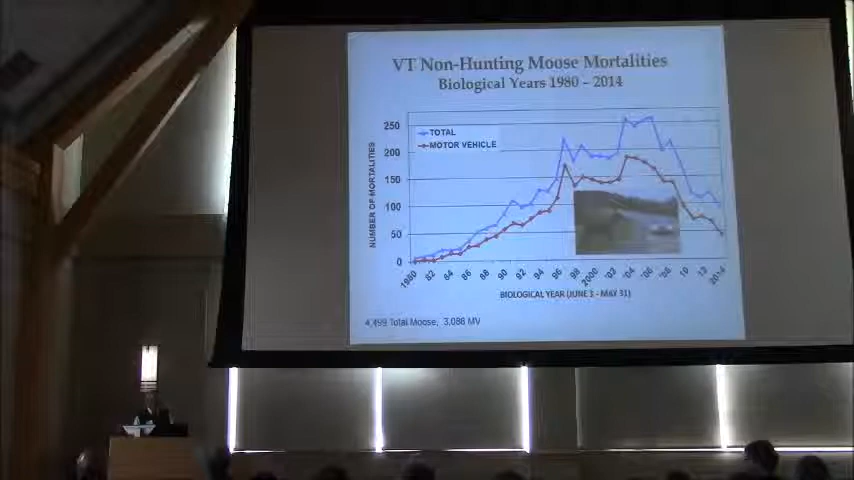 VT Non-Hunting Moose Mortalities
Biological Years 1980 – 2014
250
200
150
100
50
0
NUMBER OF MORTALITIES
TOTAL
MOTOR VEHICLE
1980 '82 '84 '86 '88 '90 '92 '94 '96 '98 2000 '02 '04 '06 '08 '10 '12 2014
BIOLOGICAL YEAR (JUNE 1 - MAY 31)
4,499 Total Moose, 3,086 MV